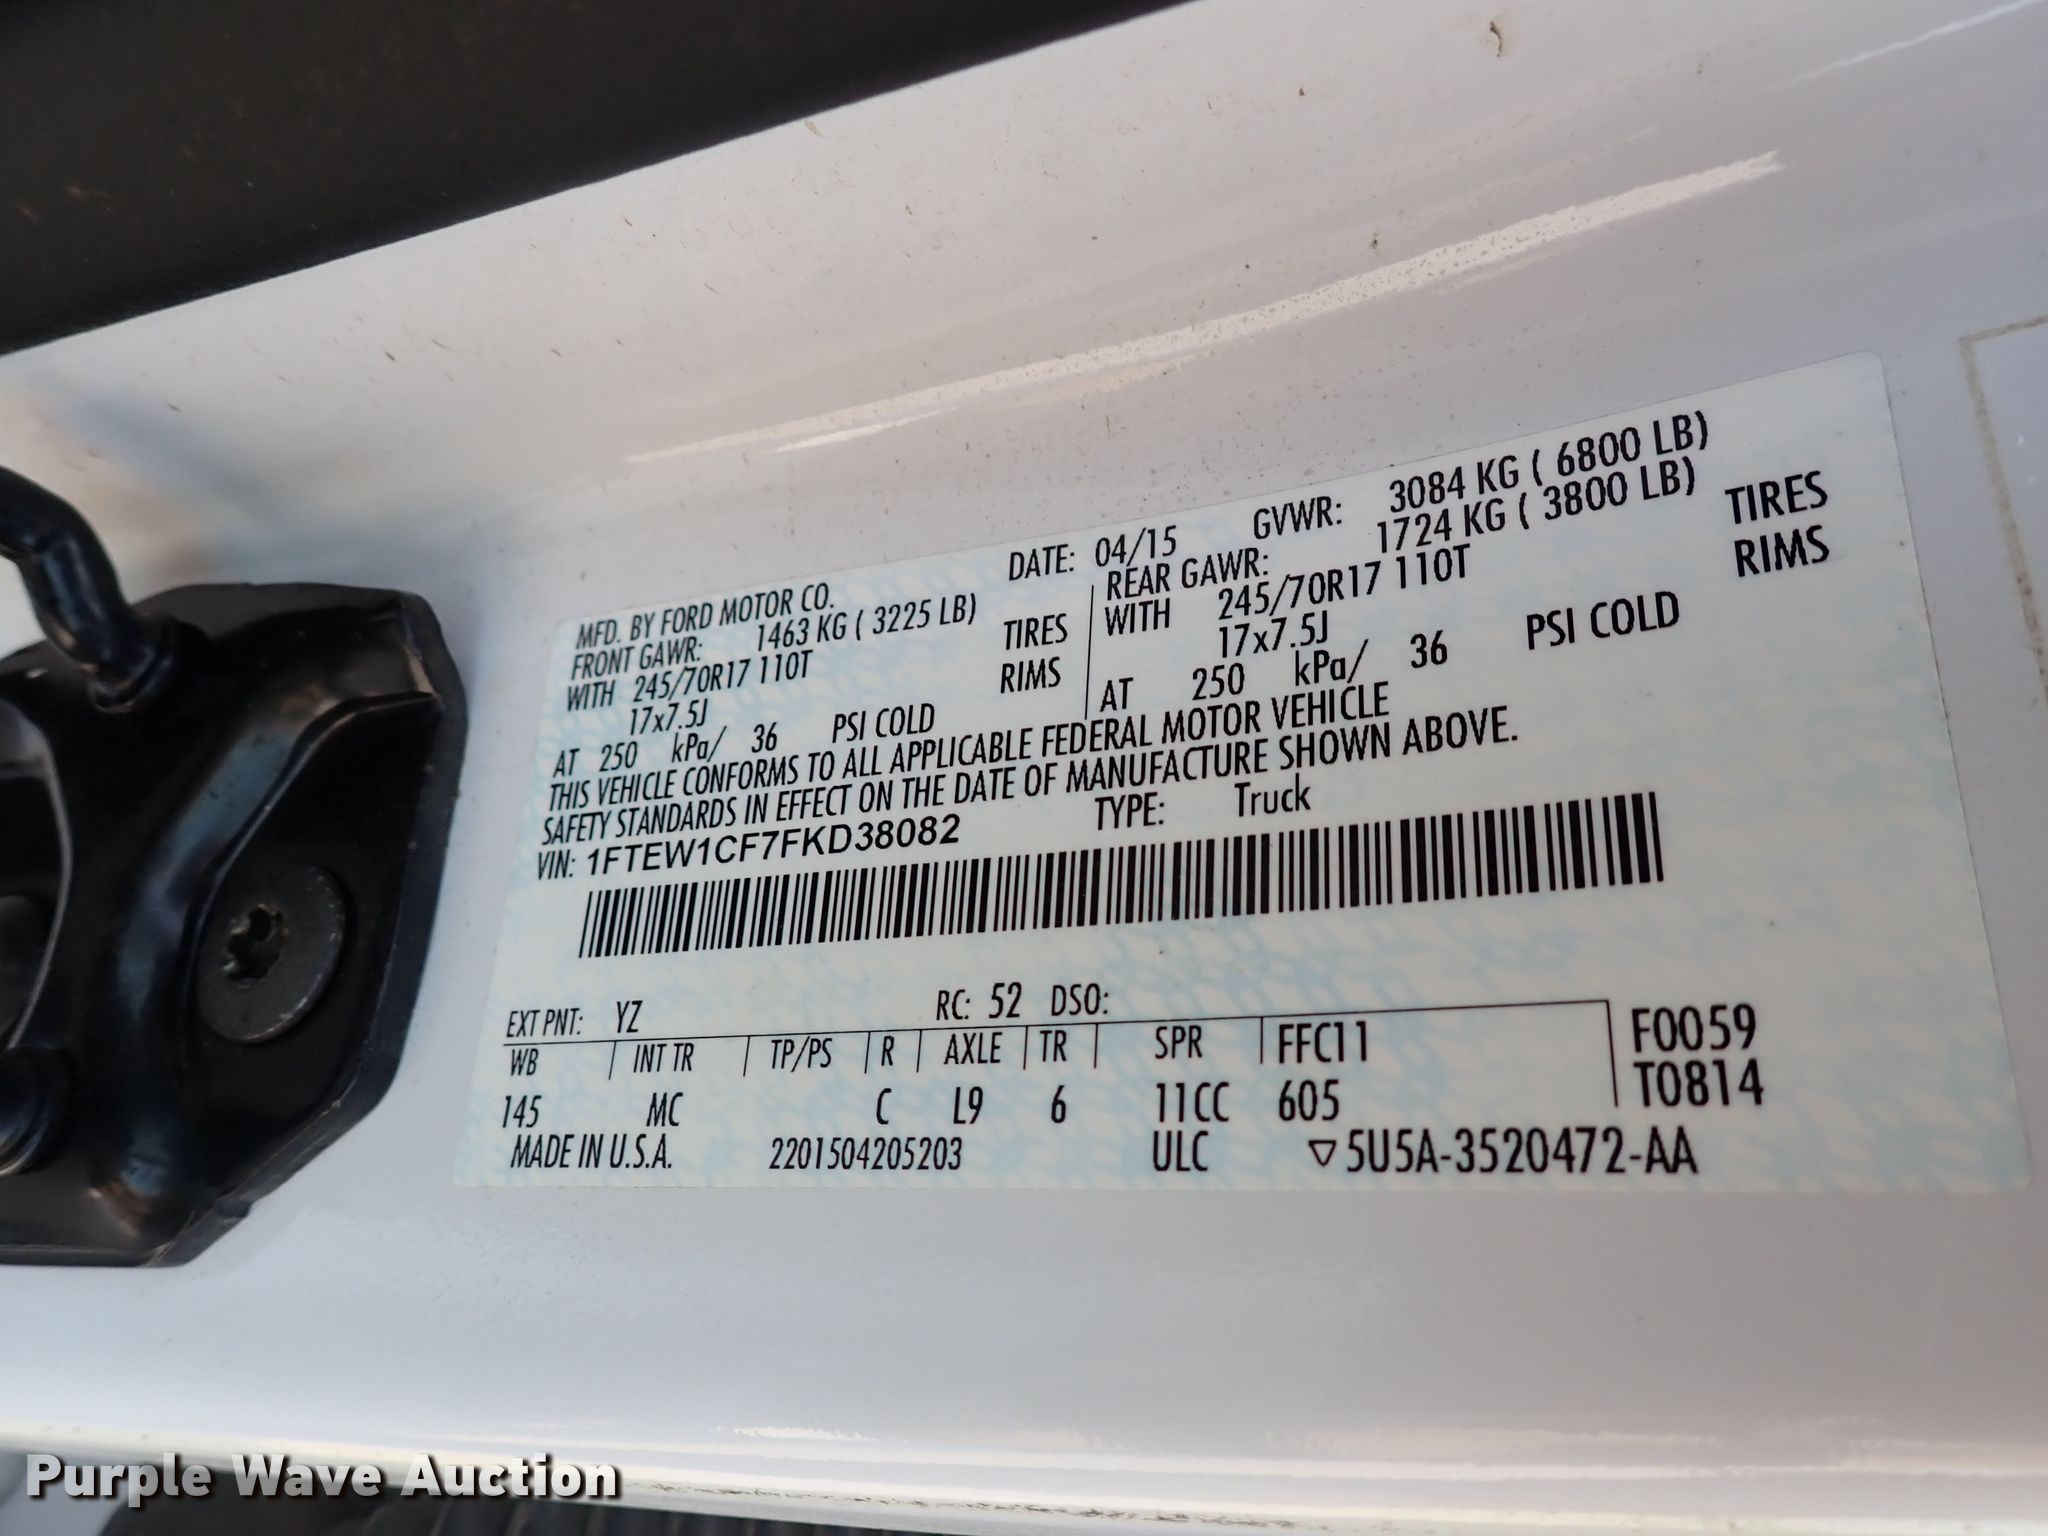 MFD. BY FORD MOTOR CO.
DATE: 04/15
GVWR: 3084 KG ( 6800 LB)
FRONT GAWR: 1463 KG ( 3225 LB)
WITH 245/70R17 110T TIRES
17x7.5J RIMS
AT 250 kPa/ 36 PSI COLD
REAR GAWR: 1724 KG ( 3800 LB)
WITH 245/70R17 110T TIRES
17x7.5J RIMS
AT 250 kPa/ 36 PSI COLD
THIS VEHICLE CONFORMS TO ALL APPLICABLE FEDERAL MOTOR VEHICLE
SAFETY STANDARDS IN EFFECT ON THE DATE OF MANUFACTURE SHOWN ABOVE.
VIN: 1FTEW1CF7FKD38082 TYPE: Truck
EXT PNT: YZ RC: 52 DSO:
WB INT TR TP/PS R AXLE TR SPR FFC11 F0059
145 MC C L9 6 11CC 605 T0814
MADE IN U.S.A. 2201504205203 ULC ▽5U5A-3520472-AA
Purple Wave Auction